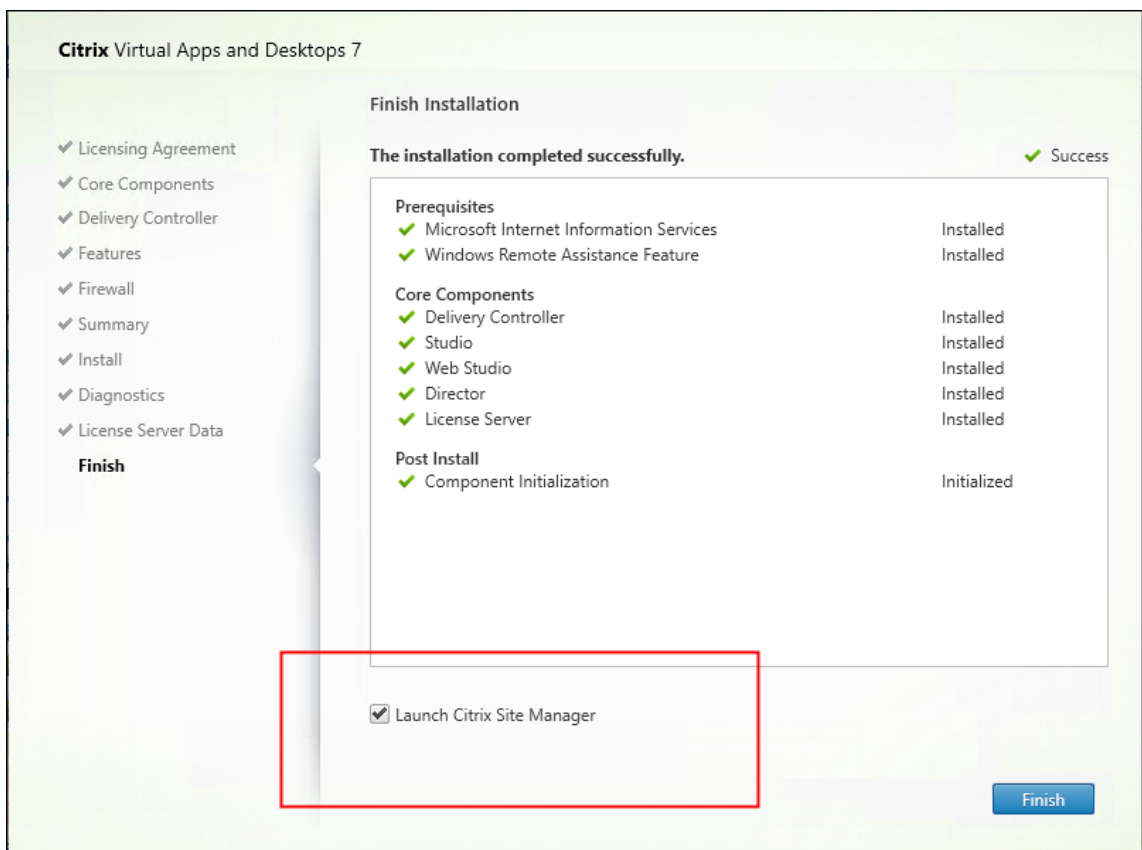 Citrix Virtual Apps and Desktops 7
Licensing Agreement
Core Components
Delivery Controller
Features
Firewall
Summary
Install
Diagnostics
License Server Data
Finish
Finish Installation
The installation completed successfully. Success
Prerequisites
Microsoft Internet Information Services Installed
Windows Remote Assistance Feature Installed
Core Components
Delivery Controller Installed
Studio Installed
Web Studio Installed
Director Installed
License Server Installed
Post Install
Component Initialization Initialized
Launch Citrix Site Manager
Finish